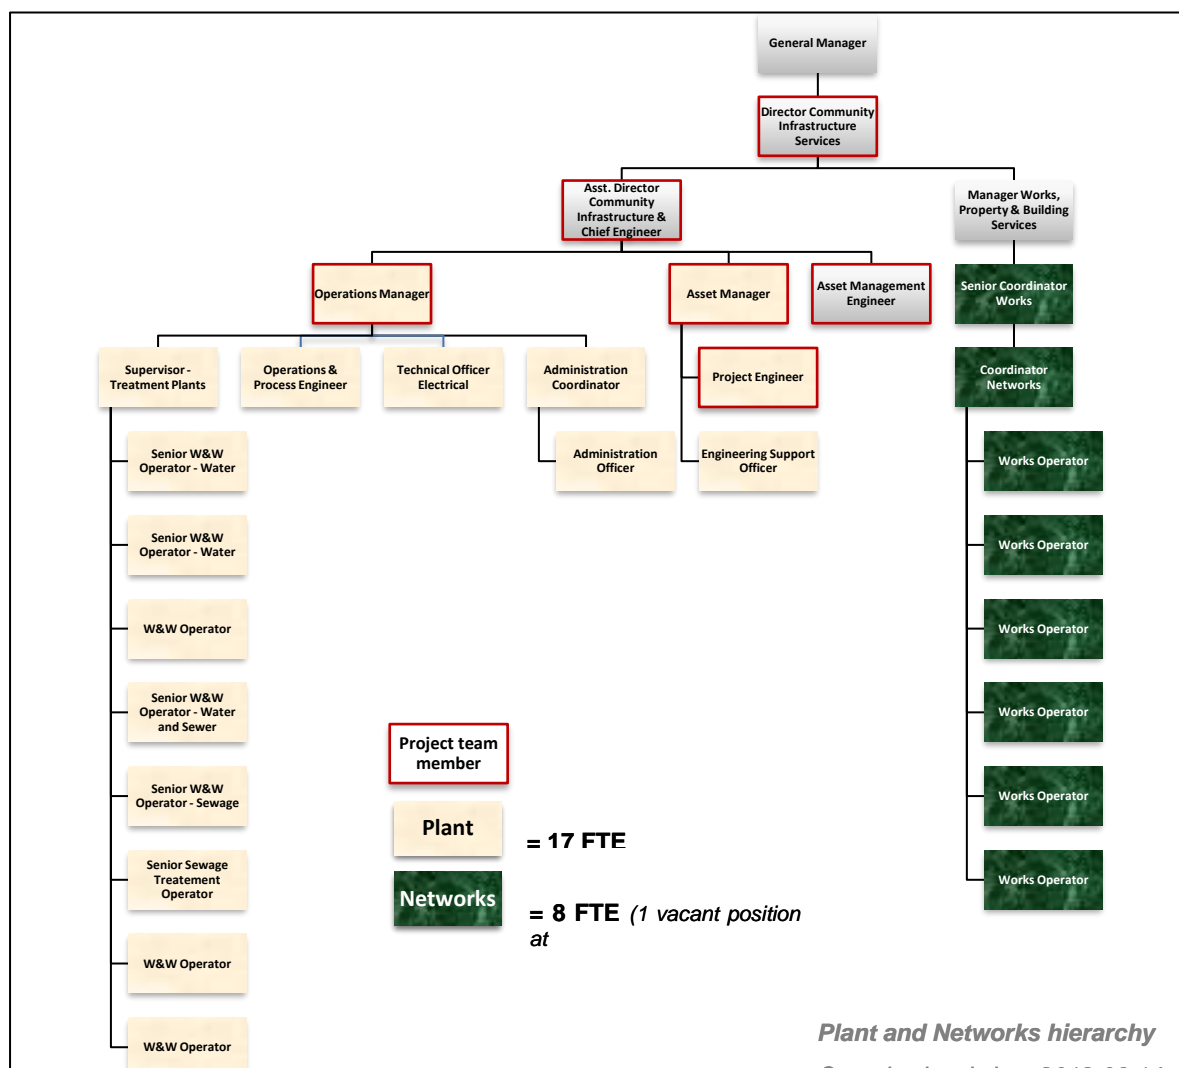 General Manager
Director Community
Infrastructure
Services
Asst. Director
Community
Infrastructure &
Chief Engineer
Manager Works,
Property & Building
Services
Operations Manager
Asset Manager
Asset Management
Engineer
Senior Coordinator
Works
Supervisor -
Treatment Plants
Operations &
Process Engineer
Technical Officer
Electrical
Administration
Coordinator
Project Engineer
Coordinator
Networks
Senior W&W
Operator - Water
Administration
Officer
Engineering Support
Officer
Works Operator
Senior W&W
Operator - Water
Works Operator
W&W Operator
Works Operator
Senior W&W
Operator - Water
and Sewer
Works Operator
Project team
member
Senior W&W
Operator - Sewage
Works Operator
Plant
= 17 FTE
Senior Sewage
Treatement
Operator
Works Operator
Networks
= 8 FTE (1 vacant position
at
W&W Operator
W&W Operator
Plant and Networks hierarchy